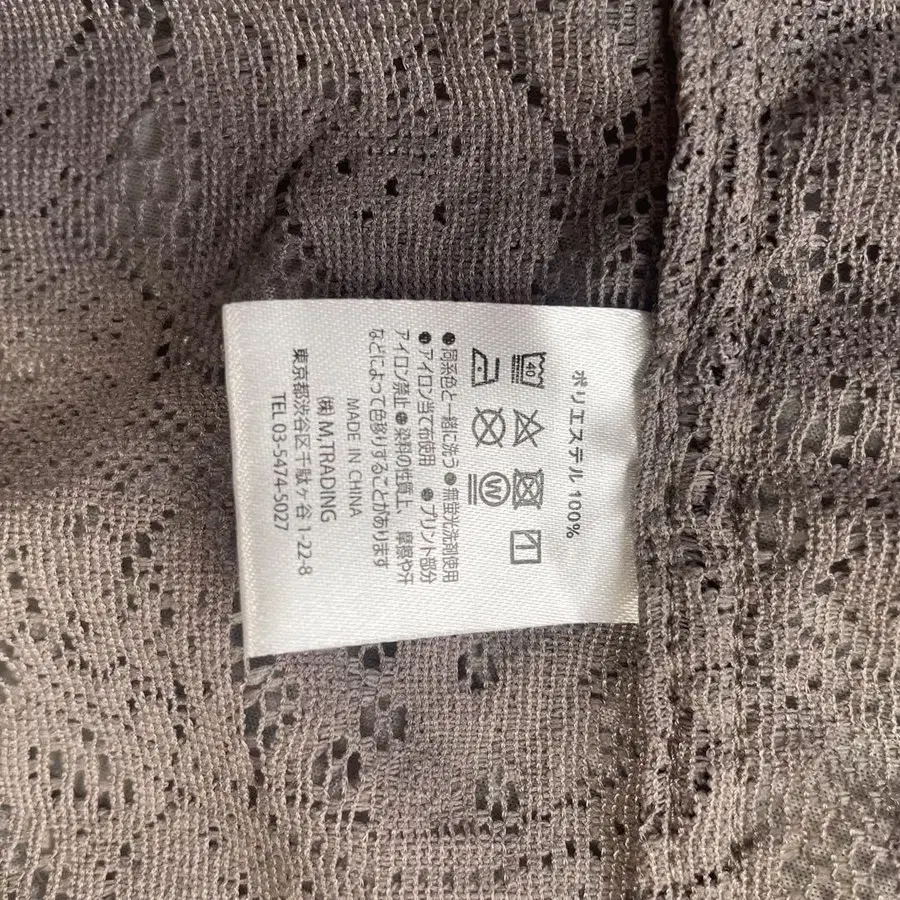 ポリエステル 100%
40
W
●同系色と一緒に洗う●無蛍光洗剤使用
●アイロン当て布使用 ●プリント部分
アイロン禁止●染料の性質上、摩擦や汗
などによって色移りすることがあります
MADE IN CHINA
㈱ M,TRADING
東京都渋谷区千駄ヶ谷 1-22-8
TEL 03-5474-5027